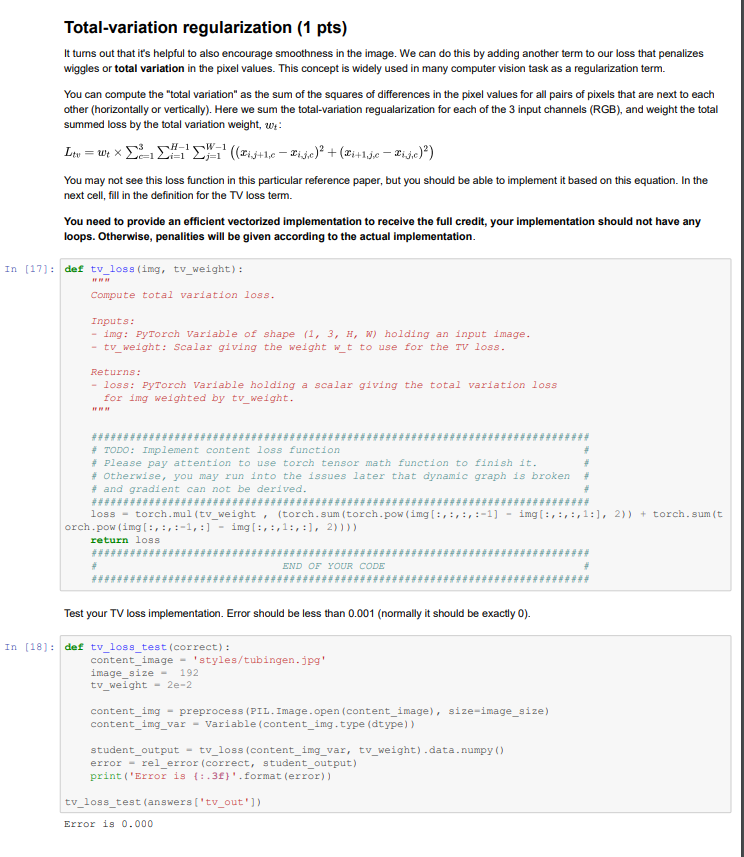 Total-variation regularization (1 pts)
It turns out that it's helpful to also encourage smoothness in the image. We can do this by adding another term to our loss that penalizes
wiggles or total variation in the pixel values. This concept is widely used in many computer vision task as a regularization term.
You can compute the "total variation" as the sum of the squares of differences in the pixel values for all pairs of pixels that are next to each
other (horizontally or vertically). Here we sum the total-variation regualarization for each of the 3 input channels (RGB), and weight the total
summed loss by the total variation weight, w_t:
L_tv = w_t × ∑_{c=1}^{3} ∑_{i=1}^{H−1} ∑_{j=1}^{W−1} ((x_{i,j+1,c} − x_{i,j,c})^2 + (x_{i+1,j,c} − x_{i,j,c})^2)
You may not see this loss function in this particular reference paper, but you should be able to implement it based on this equation. In the
next cell, fill in the definition for the TV loss term.
You need to provide an efficient vectorized implementation to receive the full credit, your implementation should not have any
loops. Otherwise, penalities will be given according to the actual implementation.
In [17]: def tv_loss(img, tv_weight):
"""
Compute total variation loss.
Inputs:
- img: PyTorch Variable of shape (1, 3, H, W) holding an input image.
- tv_weight: Scalar giving the weight w_t to use for the TV loss.
Returns:
- loss: PyTorch Variable holding a scalar giving the total variation loss
for img weighted by tv_weight.
"""
##############################################################################
# TODO: Implement content loss function #
# Please pay attention to use torch tensor math function to finish it. #
# Otherwise, you may run into the issues later that dynamic graph is broken #
# and gradient can not be derived. #
##############################################################################
loss = torch.mul(tv_weight , (torch.sum(torch.pow(img[:,:,:,:-1] - img[:,:,:,1:], 2)) + torch.sum(t
orch.pow(img[:,:,:-1,:] - img[:,:,1:,:], 2))))
return loss
##############################################################################
# END OF YOUR CODE #
##############################################################################
Test your TV loss implementation. Error should be less than 0.001 (normally it should be exactly 0).
In [18]: def tv_loss_test(correct):
content_image = 'styles/tubingen.jpg'
image_size = 192
tv_weight = 2e-2
content_img = preprocess(PIL.Image.open(content_image), size=image_size)
content_img_var = Variable(content_img.type(dtype))
student_output = tv_loss(content_img_var, tv_weight).data.numpy()
error = rel_error(correct, student_output)
print('Error is {:.3f}'.format(error))
tv_loss_test(answers['tv_out'])
Error is 0.000